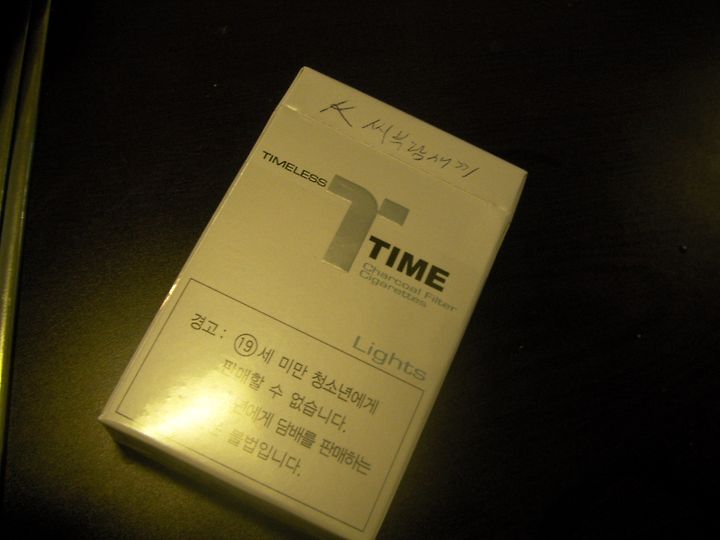 K 씨부랄새끼
TIMELESS
TIME
Charcoal Filter
Cigarettes
Lights
경고 : 19세 미만 청소년에게
판매할 수 없습니다.
년에게 담배를 판매하는
불법입니다.